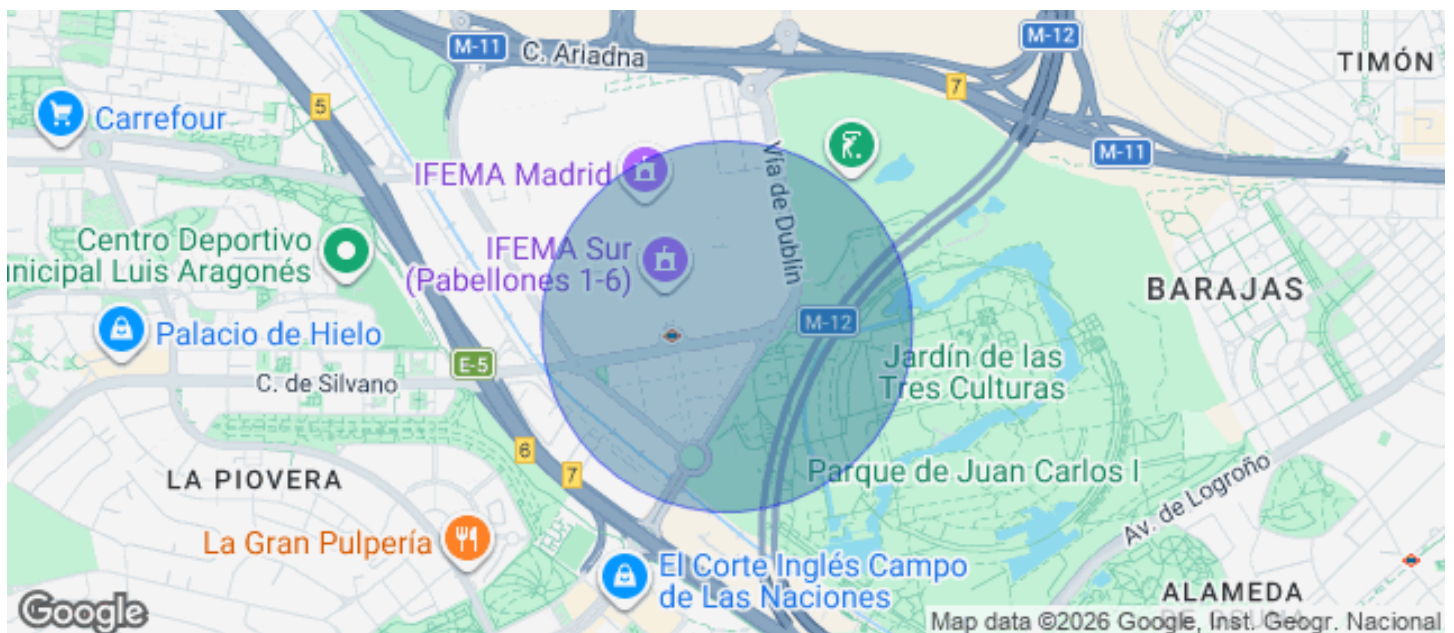 M-11
C. Ariadna
M-12
TIMÓN
5
7
Carrefour
M-11
IFEMA Madrid
Vía de Dublín
Centro Deportivo
unicipal Luis Aragonés
IFEMA Sur
(Pabellones 1-6)
BARAJAS
Palacio de Hielo
M-12
E-5
C. de Silvano
Jardín de las
Tres Culturas
6
7
LA PIOVERA
Parque de Juan Carlos I
Av. de Logroño
La Gran Pulpería
El Corte Inglés Campo
de Las Naciones
ALAMEDA
DE OSUNA
Google
Map data ©2026 Google, Inst. Geogr. Nacional